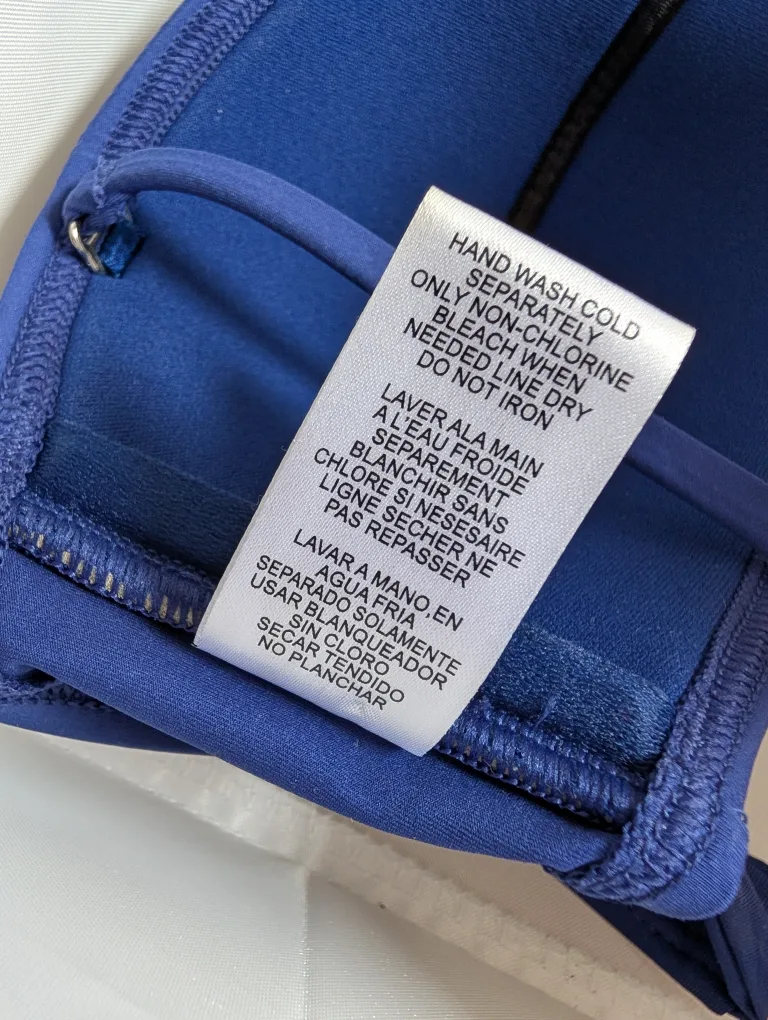 HAND WASH COLD
SEPARATELY
ONLY NON-CHLORINE
BLEACH WHEN
NEEDED LINE DRY
DO NOT IRON
LAVER ALA MAIN
A L'EAU FROIDE
SEPAREMENT
BLANCHIR SANS
CHLORE SI NESESAIRE
LIGNE SECHER NE
PAS REPASSER
LAVAR A MANO,EN
AGUA FRIA
SEPARADO SOLAMENTE
USAR BLANQUEADOR
SIN CLORO
SECAR TENDIDO
NO PLANCHAR